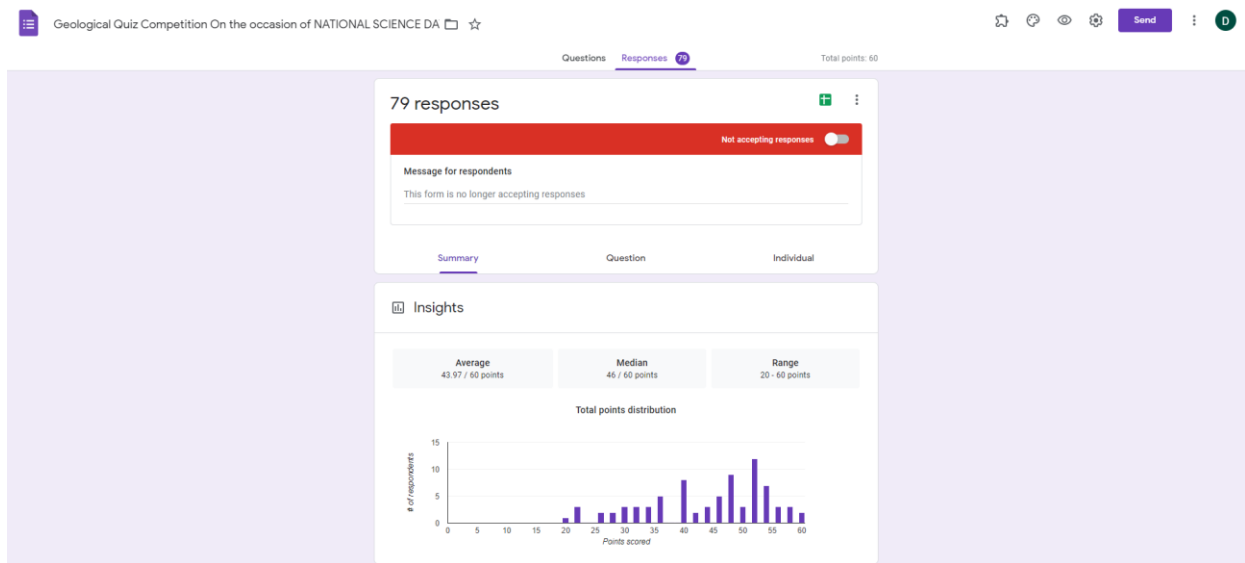 Geological Quiz Competition On the occasion of NATIONAL SCIENCE DA
Send
D
Questions Responses 79 Total points: 60
79 responses
Not accepting responses
Message for respondents
This form is no longer accepting responses
Summary Question Individual
Insights
Average Median Range
43.97 / 60 points 46 / 60 points 20 - 60 points
Total points distribution
15
10
5
0
# of respondents
0 5 10 15 20 25 30 35 40 45 50 55 60
Points scored